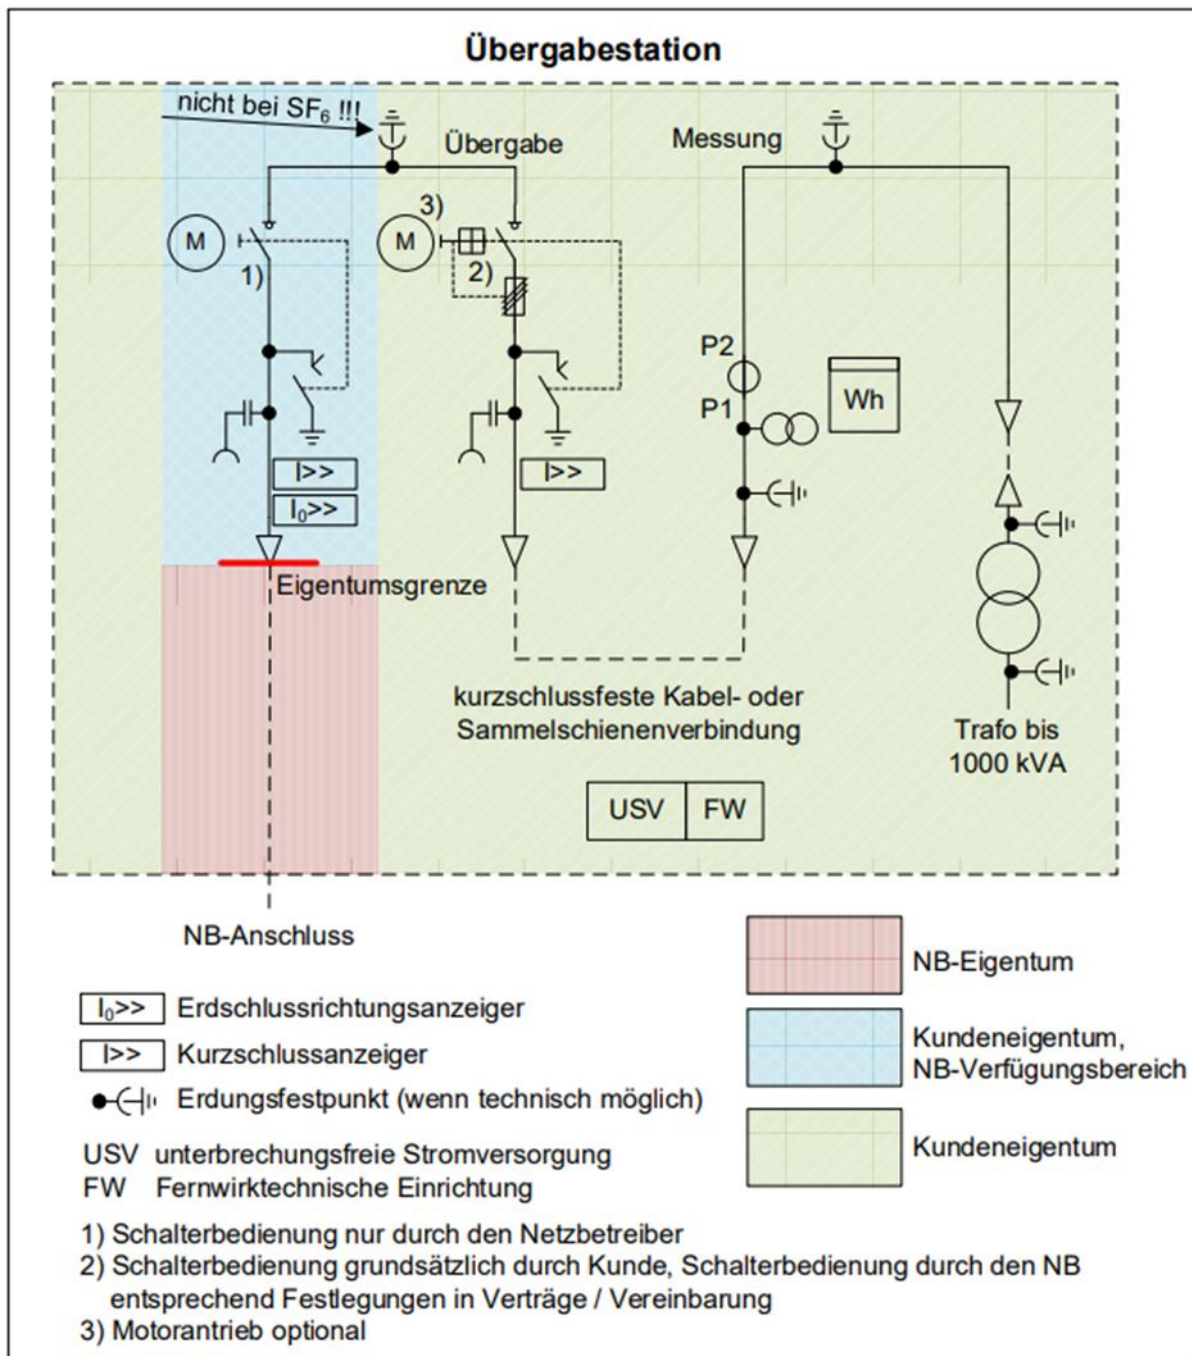 Übergabestation
nicht bei SF₆ !!!
Übergabe
Messung
3)
M
M
1)
2)
P2
P1
Wh
I>>
I>>
I₀>>
Eigentumsgrenze
kurzschlussfeste Kabel- oder
Sammelschienenverbindung
Trafo bis
1000 kVA
USV
FW
NB-Anschluss
NB-Eigentum
I₀>> Erdschlussrichtungsanzeiger
Kundeneigentum,
NB-Verfügungsbereich
I>> Kurzschlussanzeiger
Erdungsfestpunkt (wenn technisch möglich)
Kundeneigentum
USV unterbrechungsfreie Stromversorgung
FW Fernwirktechnische Einrichtung
1) Schalterbedienung nur durch den Netzbetreiber
2) Schalterbedienung grundsätzlich durch Kunde, Schalterbedienung durch den NB
entsprechend Festlegungen in Verträge / Vereinbarung
3) Motorantrieb optional